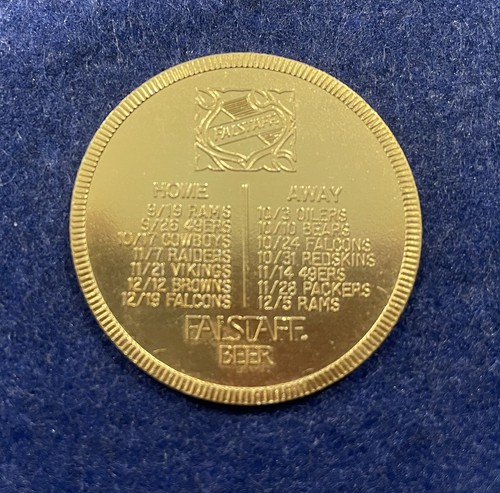 FALSTAFF
HOME
9/19 RAMS
9/26 49ERS
10/17 COWBOYS
11/7 RAIDERS
11/21 VIKINGS
12/12 BROWNS
12/19 FALCONS
AWAY
10/3 OILERS
10/10 BEARS
10/24 FALCONS
10/31 REDSKINS
11/14 49ERS
11/28 PACKERS
12/5 RAMS
FALSTAFF
BEER